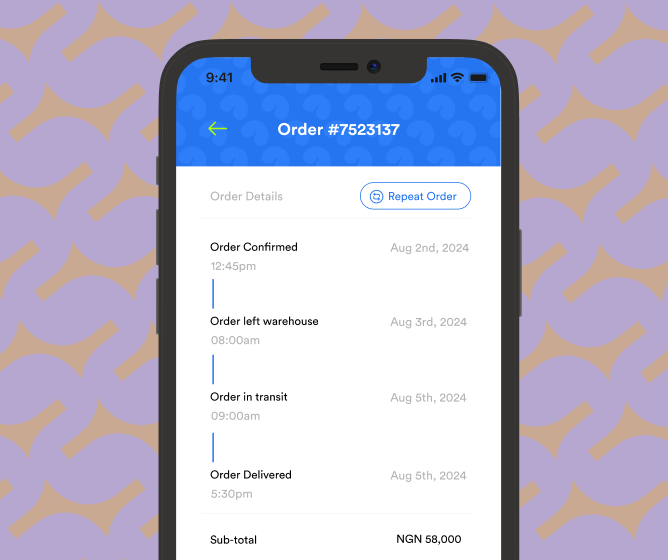 9:41
Order #7523137
Order Details
Repeat Order
Order Confirmed
Aug 2nd, 2024
12:45pm
Order left warehouse
Aug 3rd, 2024
08:00am
Order in transit
Aug 5th, 2024
09:00am
Order Delivered
Aug 5th, 2024
5:30pm
Sub-total
NGN 58,000